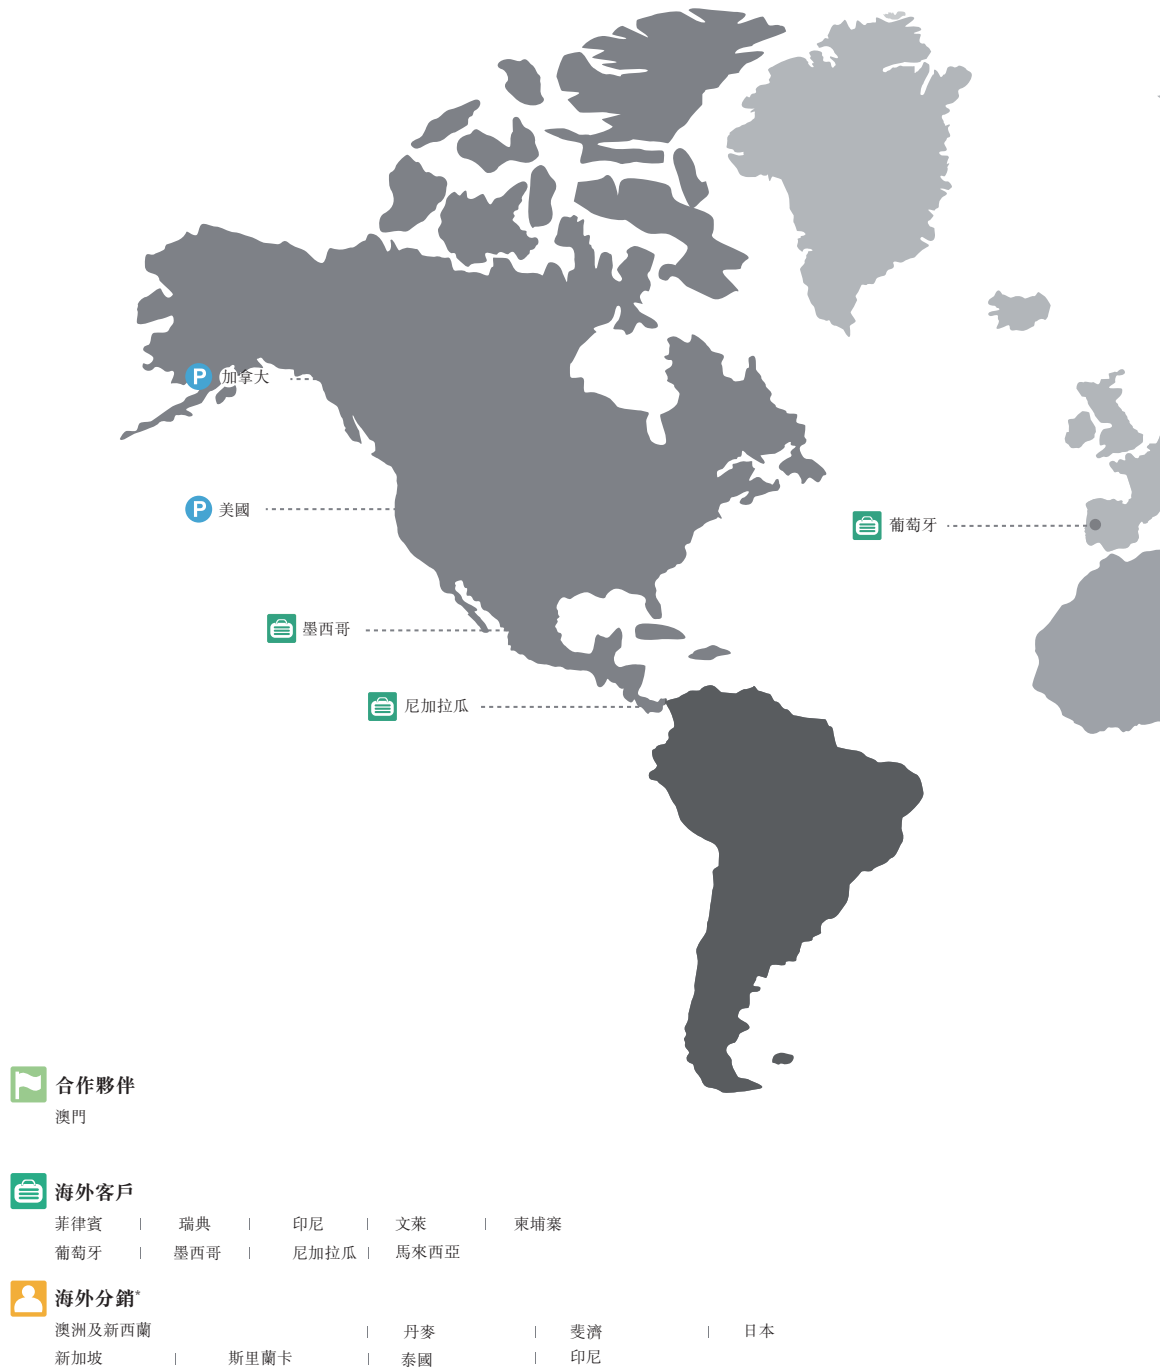 P 加拿大
P 美國
葡萄牙
墨西哥
尼加拉瓜
合作夥伴
澳門
海外客戶
菲律賓 | 瑞典 | 印尼 | 文萊 | 柬埔寨
葡萄牙 | 墨西哥 | 尼加拉瓜 | 馬來西亞
海外分銷*
澳洲及新西蘭 | 丹麥 | 斐濟 | 日本
新加坡 | 斯里蘭卡 | 泰國 | 印尼